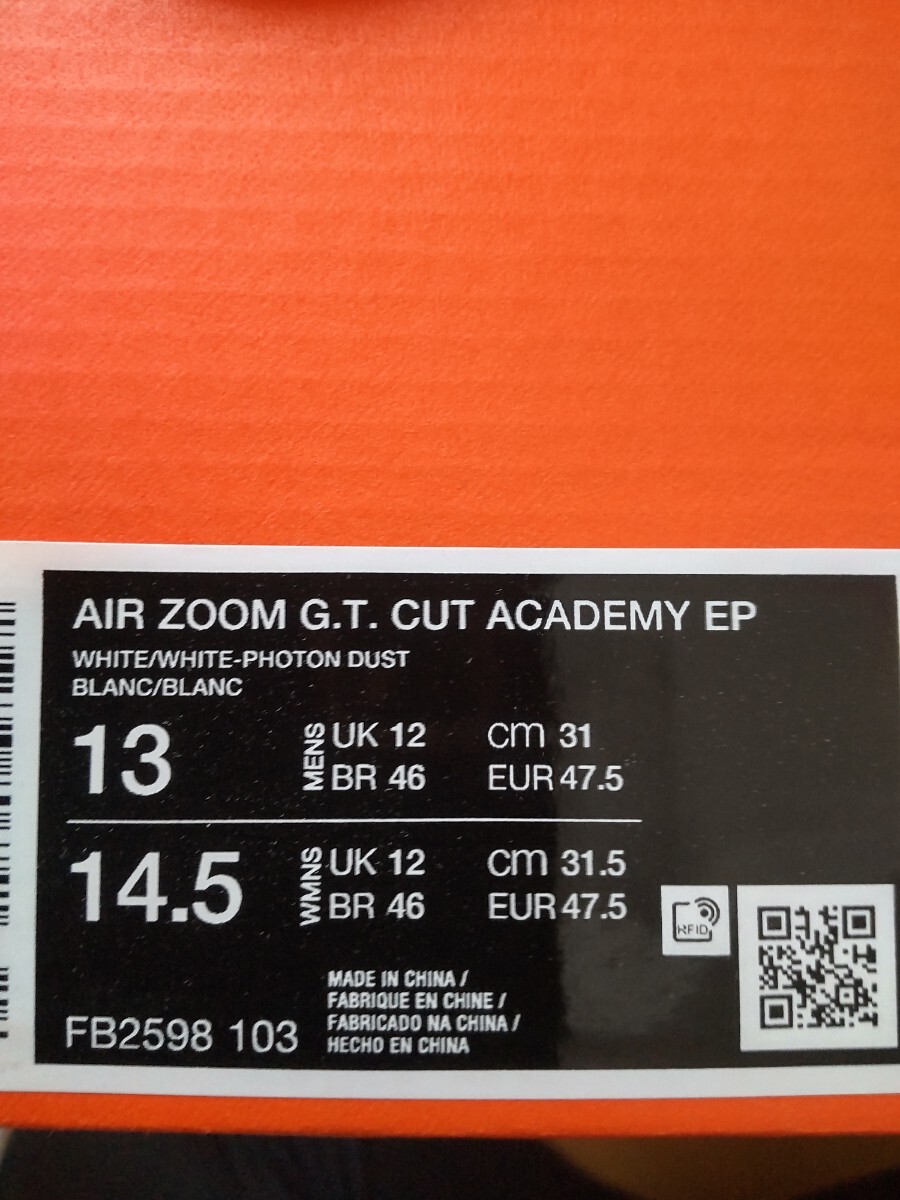 AIR ZOOM G.T. CUT ACADEMY EP
WHITE/WHITE-PHOTON DUST
BLANC/BLANC
13
MENS
UK 12
cm 31
BR 46
EUR 47.5
14.5
WMNS
UK 12
cm 31.5
BR 46
EUR 47.5
RFID
FB2598 103
MADE IN CHINA /
FABRIQUE EN CHINE /
FABRICADO NA CHINA /
HECHO EN CHINA